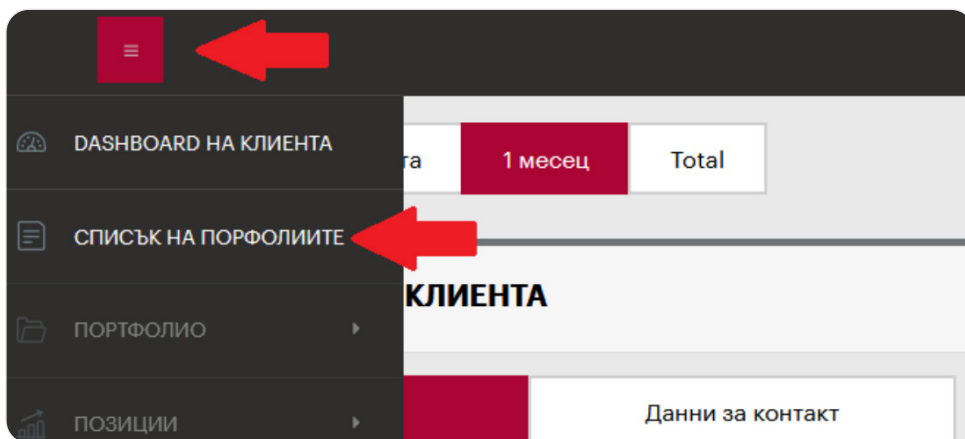 DASHBOARD НА КЛИЕНТА
та 1 месец Total
СПИСЪК НА ПОРФОЛИИТЕ
КЛИЕНТА
ПОРТФОЛИО
Данни за контакт
ПОЗИЦИИ